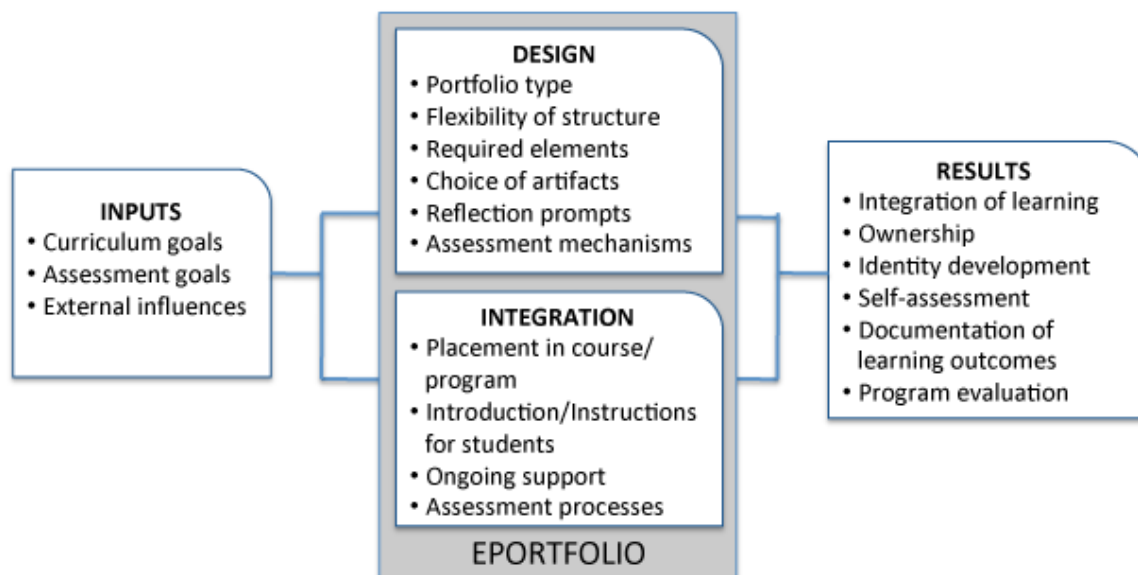 INPUTS
• Curriculum goals
• Assessment goals
• External influences
DESIGN
• Portfolio type
• Flexibility of structure
• Required elements
• Choice of artifacts
• Reflection prompts
• Assessment mechanisms
INTEGRATION
• Placement in course/
program
• Introduction/Instructions
for students
• Ongoing support
• Assessment processes
EPORTFOLIO
RESULTS
• Integration of learning
• Ownership
• Identity development
• Self-assessment
• Documentation of
learning outcomes
• Program evaluation